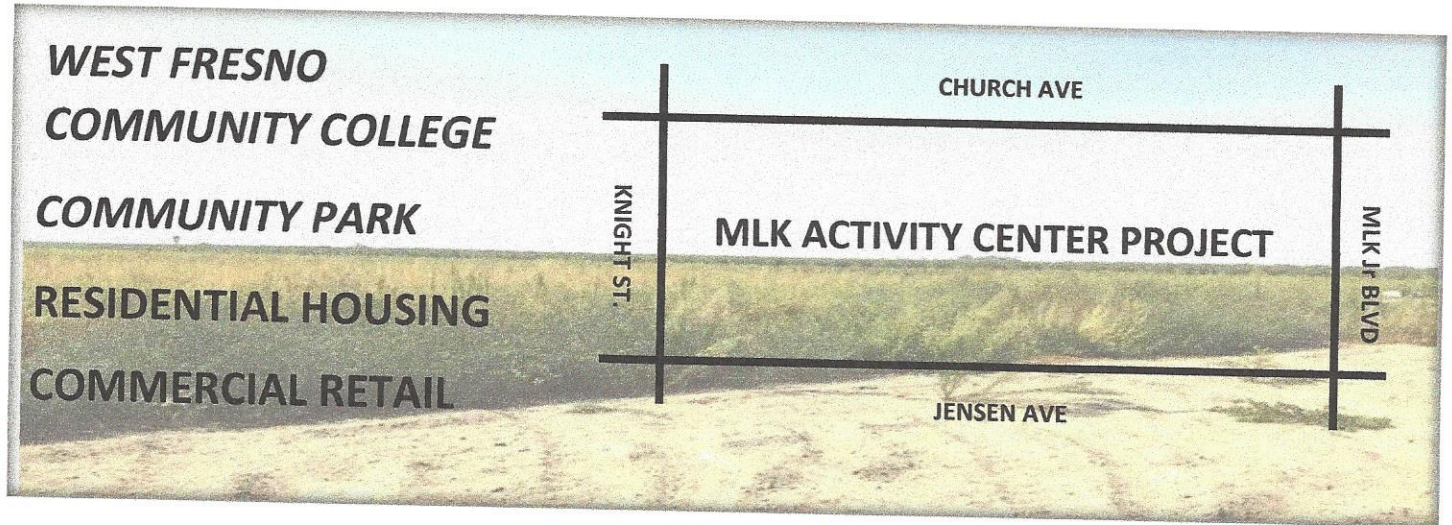 WEST FRESNO
COMMUNITY COLLEGE
COMMUNITY PARK
RESIDENTIAL HOUSING
COMMERCIAL RETAIL
CHURCH AVE
KNIGHT ST.
MLK ACTIVITY CENTER PROJECT
MLK Jr BLVD
JENSEN AVE